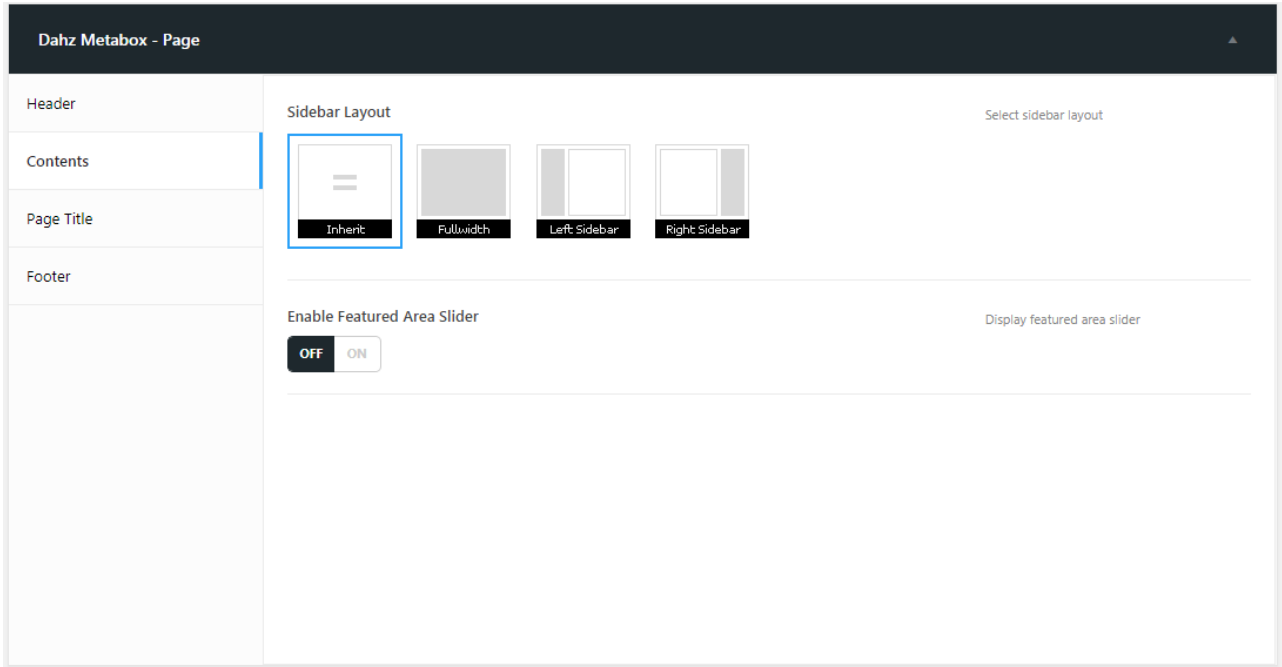 Dahz Metabox - Page
Header
Contents
Page Title
Footer
Sidebar Layout
Select sidebar layout
Inherit Fullwidth Left Sidebar Right Sidebar
Enable Featured Area Slider
Display featured area slider
OFF ON